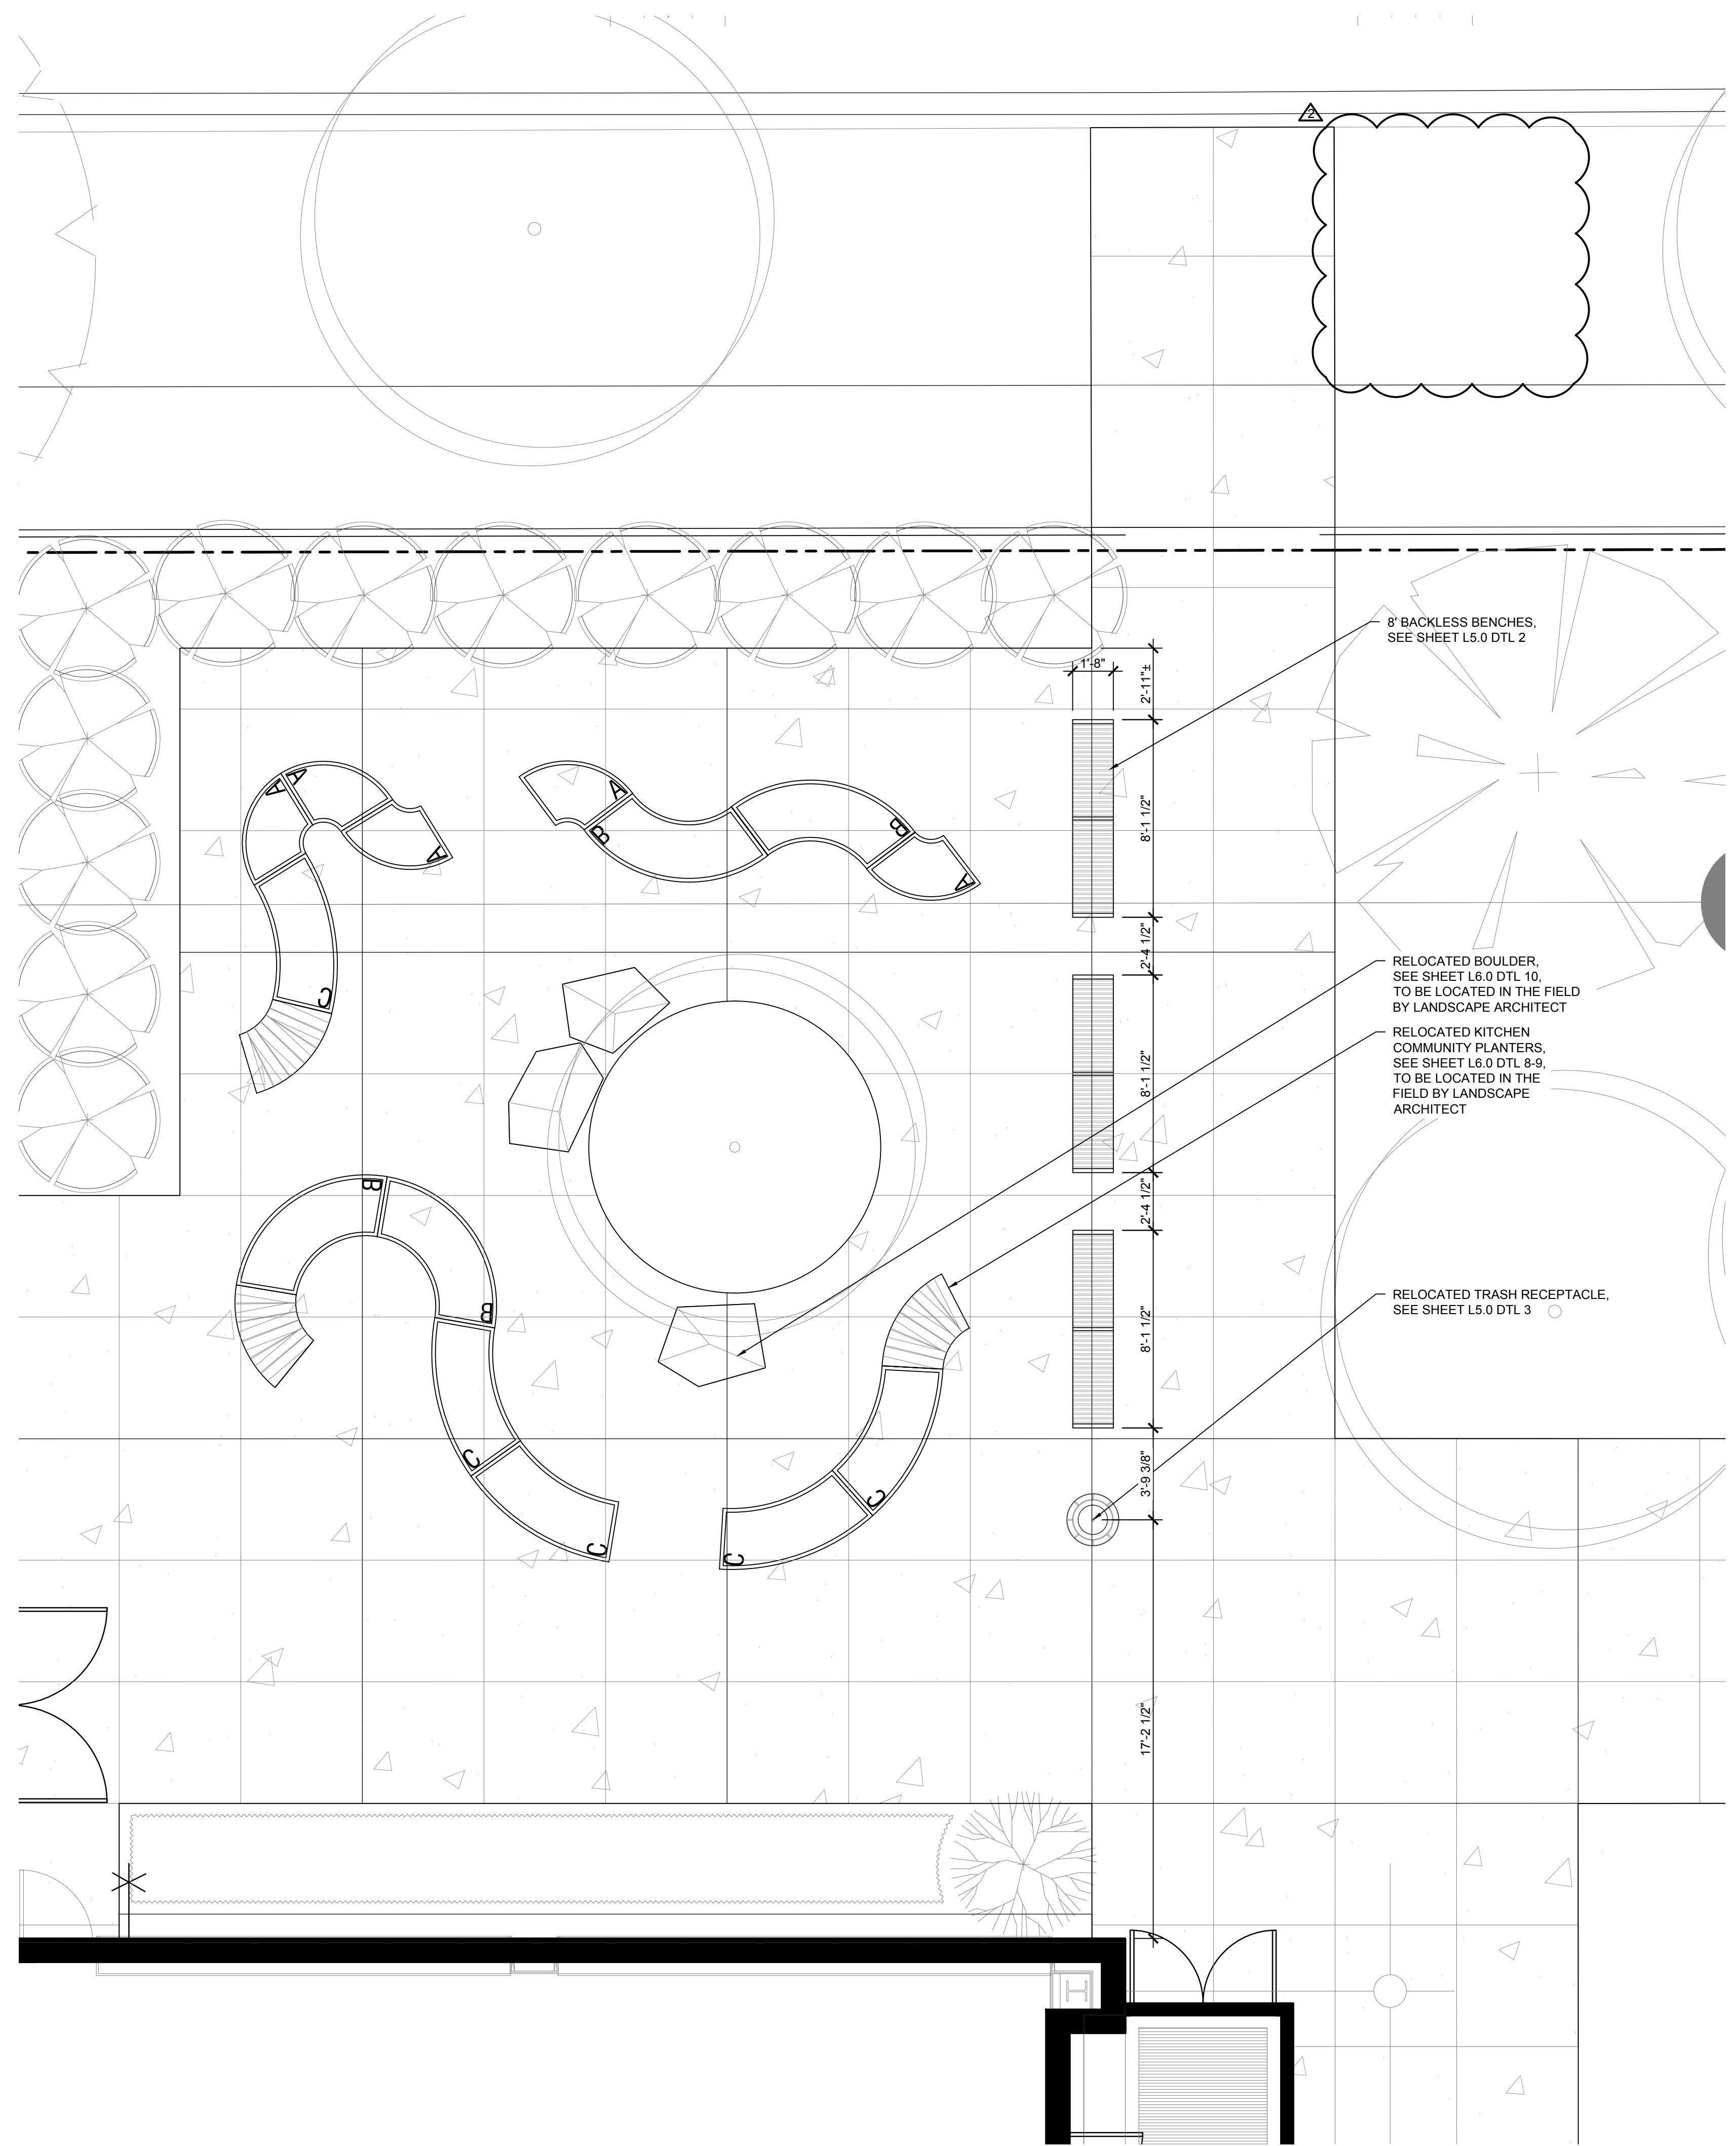 2
8' BACKLESS BENCHES,
SEE SHEET L5.0 DTL 2
1'-8"
2'-11"±
A
A
A
A
B
B
A
8'-1 1/2"
2'-4 1/2"
RELOCATED BOULDER,
SEE SHEET L6.0 DTL 10,
TO BE LOCATED IN THE FIELD
BY LANDSCAPE ARCHITECT
C
RELOCATED KITCHEN
COMMUNITY PLANTERS,
SEE SHEET L6.0 DTL 8-9,
TO BE LOCATED IN THE
FIELD BY LANDSCAPE
ARCHITECT
8'-1 1/2"
B
2'-4 1/2"
RELOCATED TRASH RECEPTACLE,
SEE SHEET L5.0 DTL 3
B
8'-1 1/2"
C
C
3'-9 3/8"
C
C
17'-2 1/2"
H